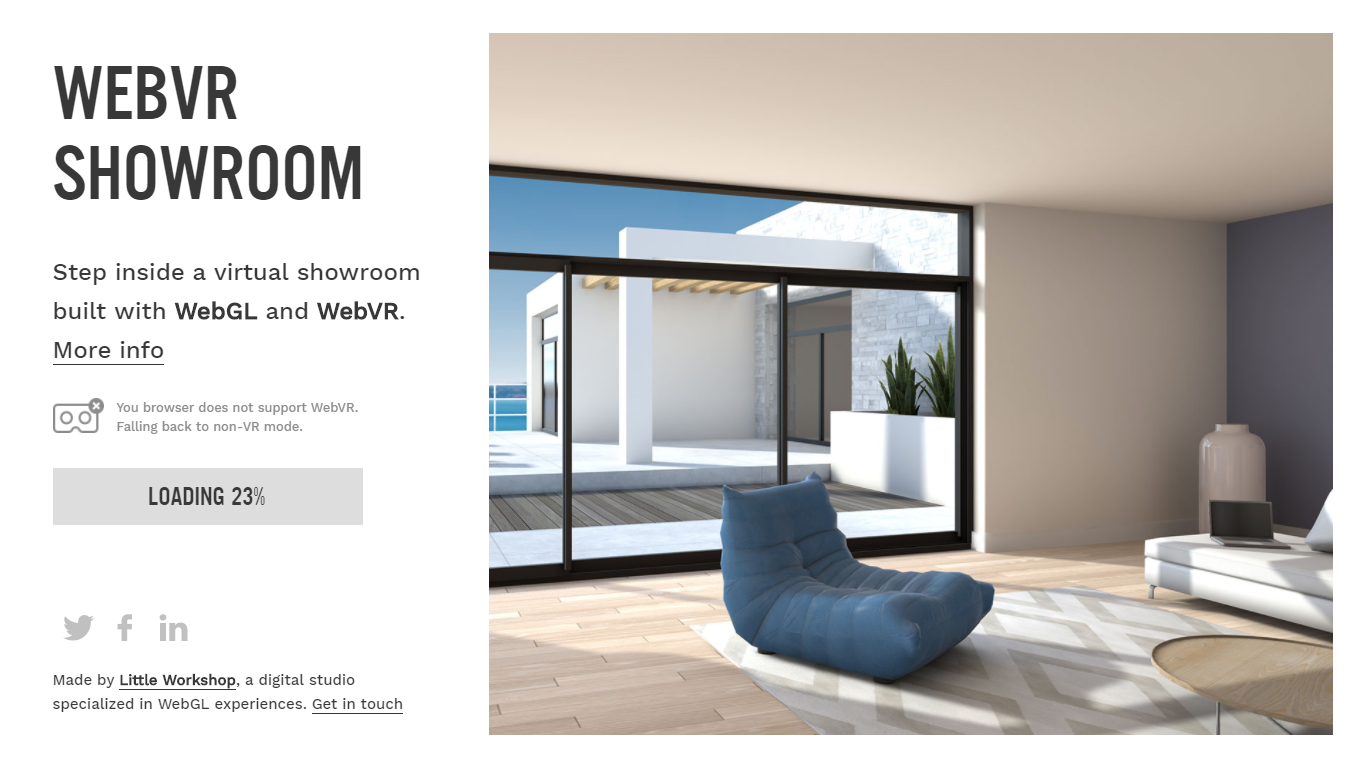 WEBVR
SHOWROOM
Step inside a virtual showroom
built with WebGL and WebVR.
More info
You browser does not support WebVR.
Falling back to non-VR mode.
LOADING 23%
Made by Little Workshop, a digital studio
specialized in WebGL experiences. Get in touch